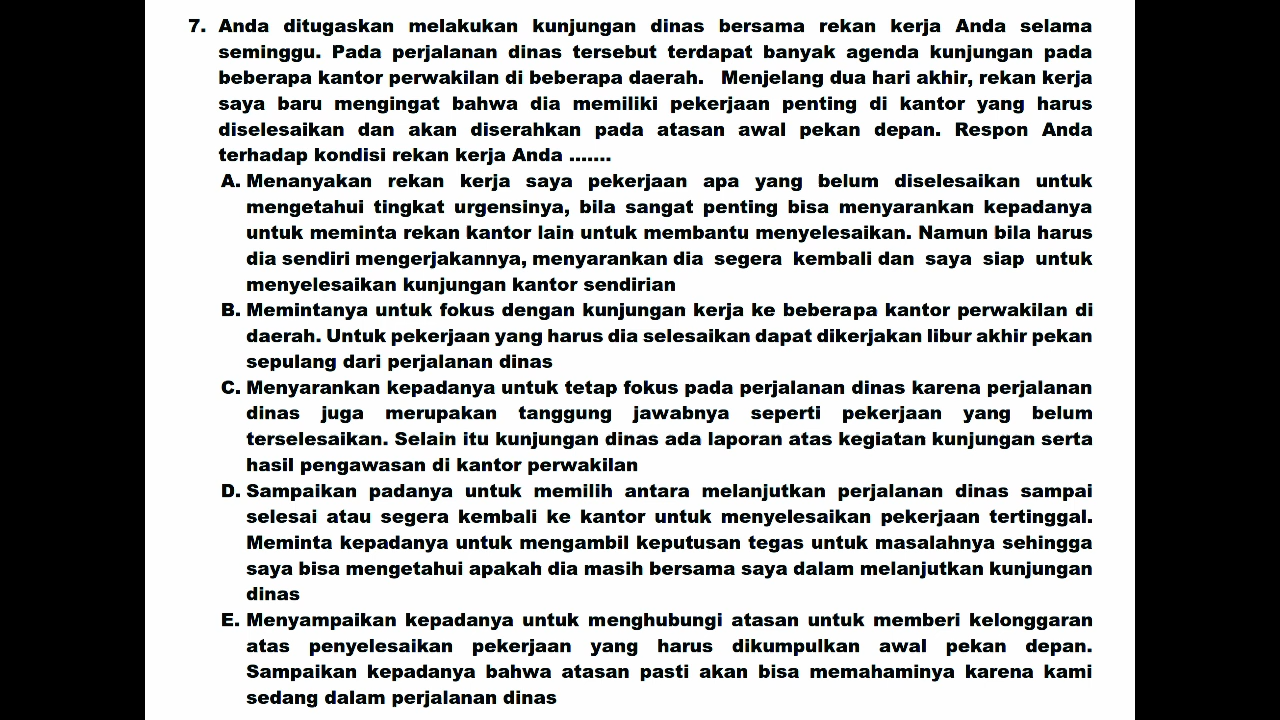 7. Anda ditugaskan melakukan kunjungan dinas bersama rekan kerja Anda selama
seminggu. Pada perjalanan dinas tersebut terdapat banyak agenda kunjungan pada
beberapa kantor perwakilan di beberapa daerah. Menjelang dua hari akhir, rekan kerja
saya baru mengingat bahwa dia memiliki pekerjaan penting di kantor yang harus
diselesaikan dan akan diserahkan pada atasan awal pekan depan. Respon Anda
terhadap kondisi rekan kerja Anda .......
A. Menanyakan rekan kerja saya pekerjaan apa yang belum diselesaikan untuk
mengetahui tingkat urgensinya, bila sangat penting bisa menyarankan kepadanya
untuk meminta rekan kantor lain untuk membantu menyelesaikan. Namun bila harus
dia sendiri mengerjakannya, menyarankan dia segera kembali dan saya siap untuk
menyelesaikan kunjungan kantor sendirian
B. Memintanya untuk fokus dengan kunjungan kerja ke beberapa kantor perwakilan di
daerah. Untuk pekerjaan yang harus dia selesaikan dapat dikerjakan libur akhir pekan
sepulang dari perjalanan dinas
C. Menyarankan kepadanya untuk tetap fokus pada perjalanan dinas karena perjalanan
dinas juga merupakan tanggung jawabnya seperti pekerjaan yang belum
terselesaikan. Selain itu kunjungan dinas ada laporan atas kegiatan kunjungan serta
hasil pengawasan di kantor perwakilan
D. Sampaikan padanya untuk memilih antara melanjutkan perjalanan dinas sampai
selesai atau segera kembali ke kantor untuk menyelesaikan pekerjaan tertinggal.
Meminta kepadanya untuk mengambil keputusan tegas untuk masalahnya sehingga
saya bisa mengetahui apakah dia masih bersama saya dalam melanjutkan kunjungan
dinas
E. Menyampaikan kepadanya untuk menghubungi atasan untuk memberi kelonggaran
atas penyelesaikan pekerjaan yang harus dikumpulkan awal pekan depan.
Sampaikan kepadanya bahwa atasan pasti akan bisa memahaminya karena kami
sedang dalam perjalanan dinas